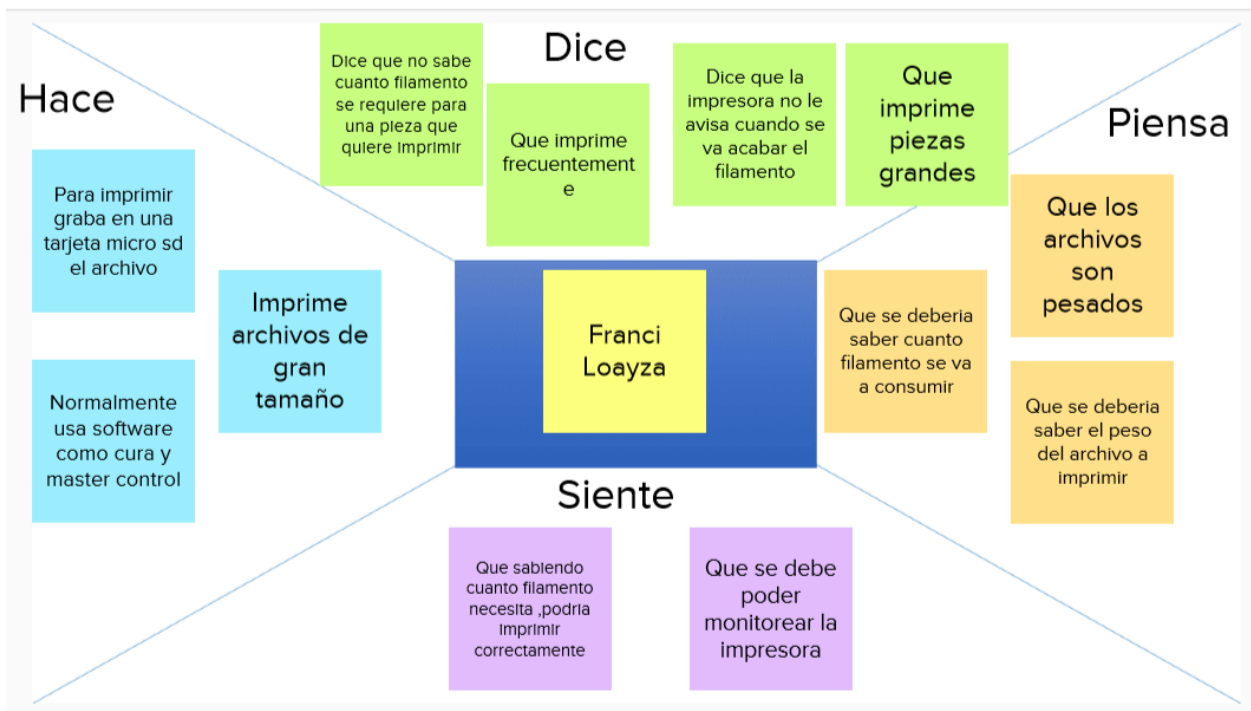 Dice
Hace
Piensa
Dice que no sabe
cuanto filamento
se requiere para
una pieza que
quiere imprimir
Que imprime
frecuentement
e
Dice que la
impresora no le
avisa cuando se
va acabar el
filamento
Que
imprime
piezas
grandes
Para imprimir
graba en una
tarjeta micro sd
el archivo
Imprime
archivos de
gran
tamaño
Normalmente
usa software
como cura y
master control
Franci
Loayza
Que los
archivos
son
pesados
Que se deberia
saber cuanto
filamento se va
a consumir
Que se deberia
saber el peso
del archivo a
imprimir
Siente
Que sabiendo
cuanto filamento
necesita ,podria
imprimir
correctamente
Que se debe
poder
monitorear la
impresora